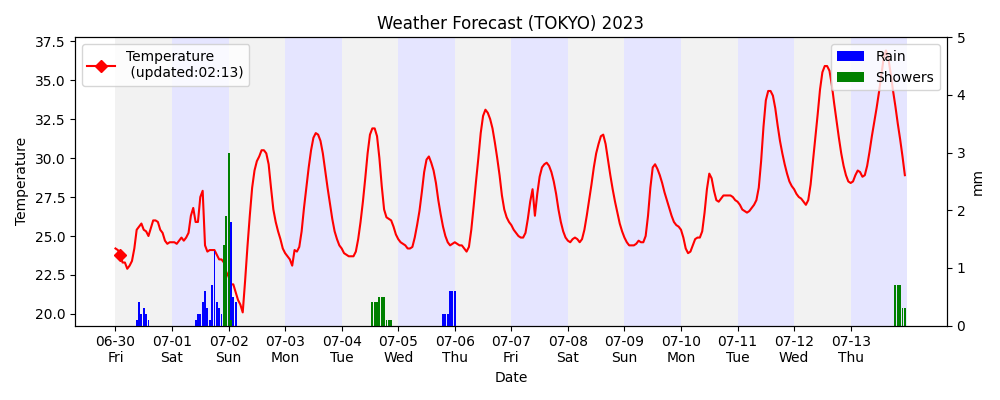 Weather Forecast (TOKYO) 2023
Temperature
(updated:02:13)
Rain
Showers
37.5
35.0
32.5
30.0
27.5
25.0
22.5
20.0
Temperature
5
4
3
2
1
0
mm
06-30 07-01 07-02 07-03 07-04 07-05 07-06 07-07 07-08 07-09 07-10 07-11 07-12 07-13
Fri Sat Sun Mon Tue Wed Thu Fri Sat Sun Mon Tue Wed Thu
Date